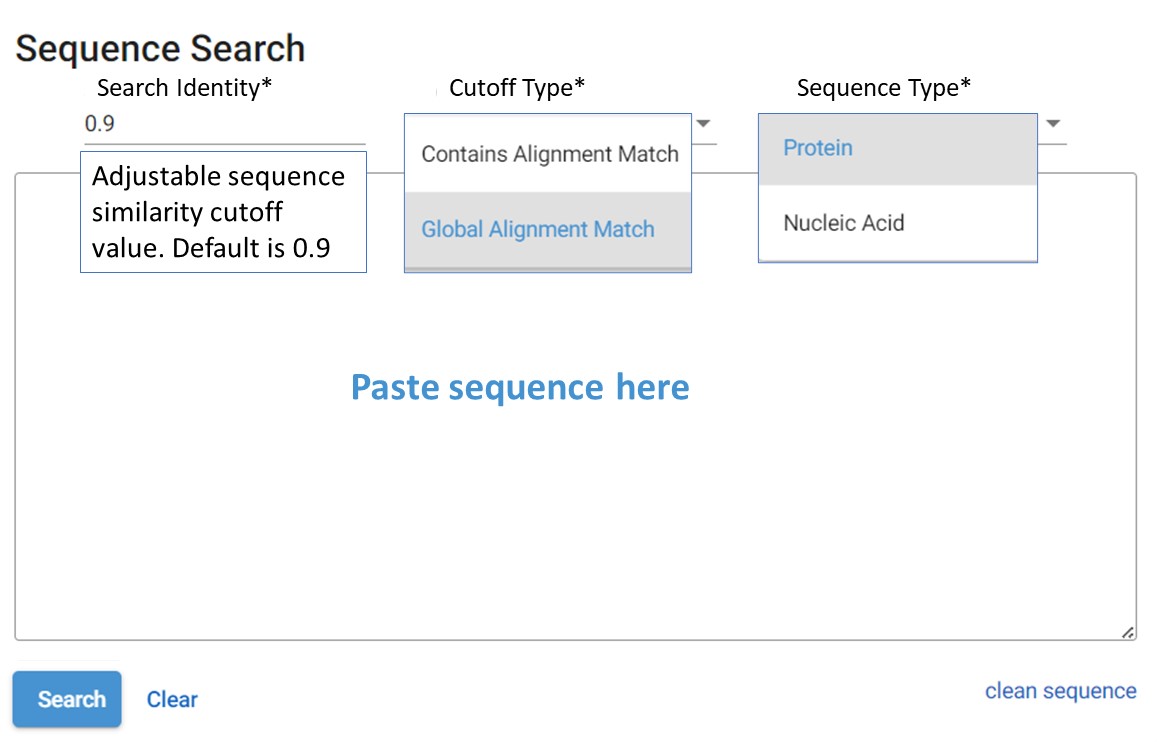 Sequence Search
Search Identity*
Cutoff Type*
Sequence Type*
0.9
Adjustable sequence
similarity cutoff
value. Default is 0.9
Contains Alignment Match
Global Alignment Match
Protein
Nucleic Acid
Paste sequence here
Search
Clear
clean sequence